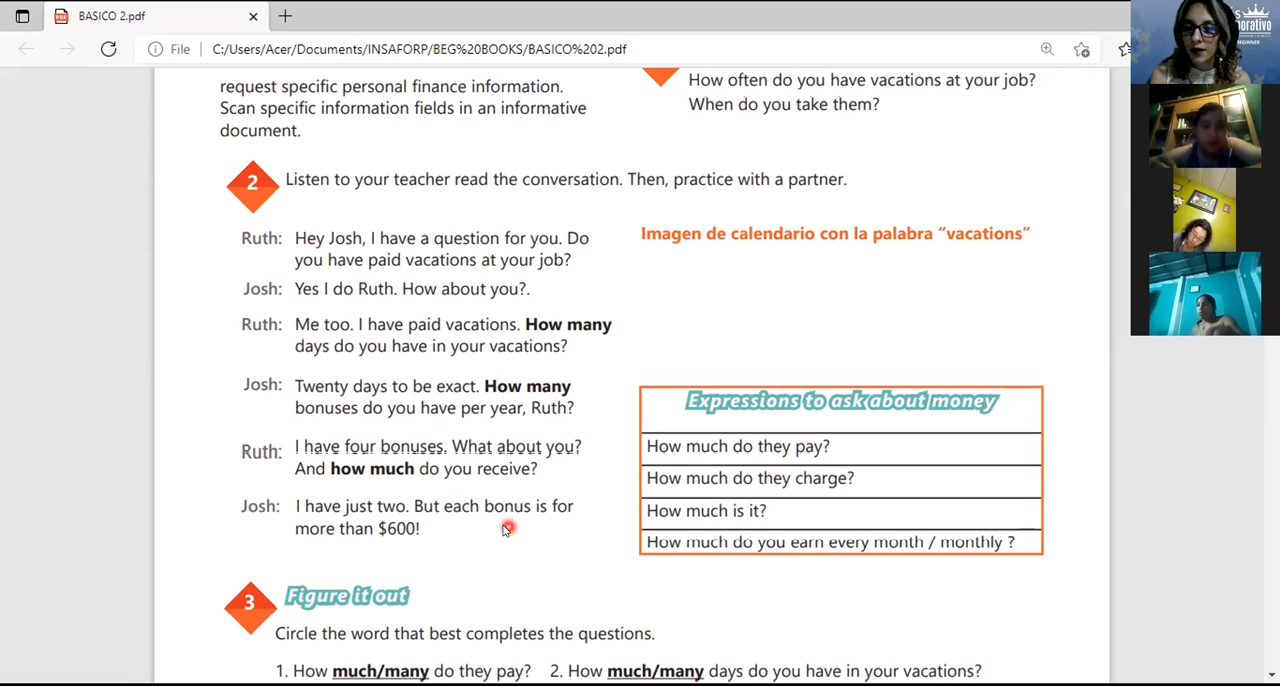 BASICO 2.pdf
File
C:/Users/Acer/Documents/INSAFORP/BEG%20BOOKS/BASICO%202.pdf
request specific personal finance information.
Scan specific information fields in an informative
document.
How often do you have vacations at your job?
When do you take them?
2 Listen to your teacher read the conversation. Then, practice with a partner.
Ruth: Hey Josh, I have a question for you. Do
you have paid vacations at your job?
Josh: Yes I do Ruth. How about you?.
Ruth: Me too. I have paid vacations. How many
days do you have in your vacations?
Josh: Twenty days to be exact. How many
bonuses do you have per year, Ruth?
Ruth: I have four bonuses. What about you?
And how much do you receive?
Josh: I have just two. But each bonus is for
more than $600!
Imagen de calendario con la palabra “vacations”
Expressions to ask about money
How much do they pay?
How much do they charge?
How much is it?
How much do you earn every month / monthly ?
3 Figure it out
Circle the word that best completes the questions.
1. How much/many do they pay? 2. How much/many days do you have in your vacations?